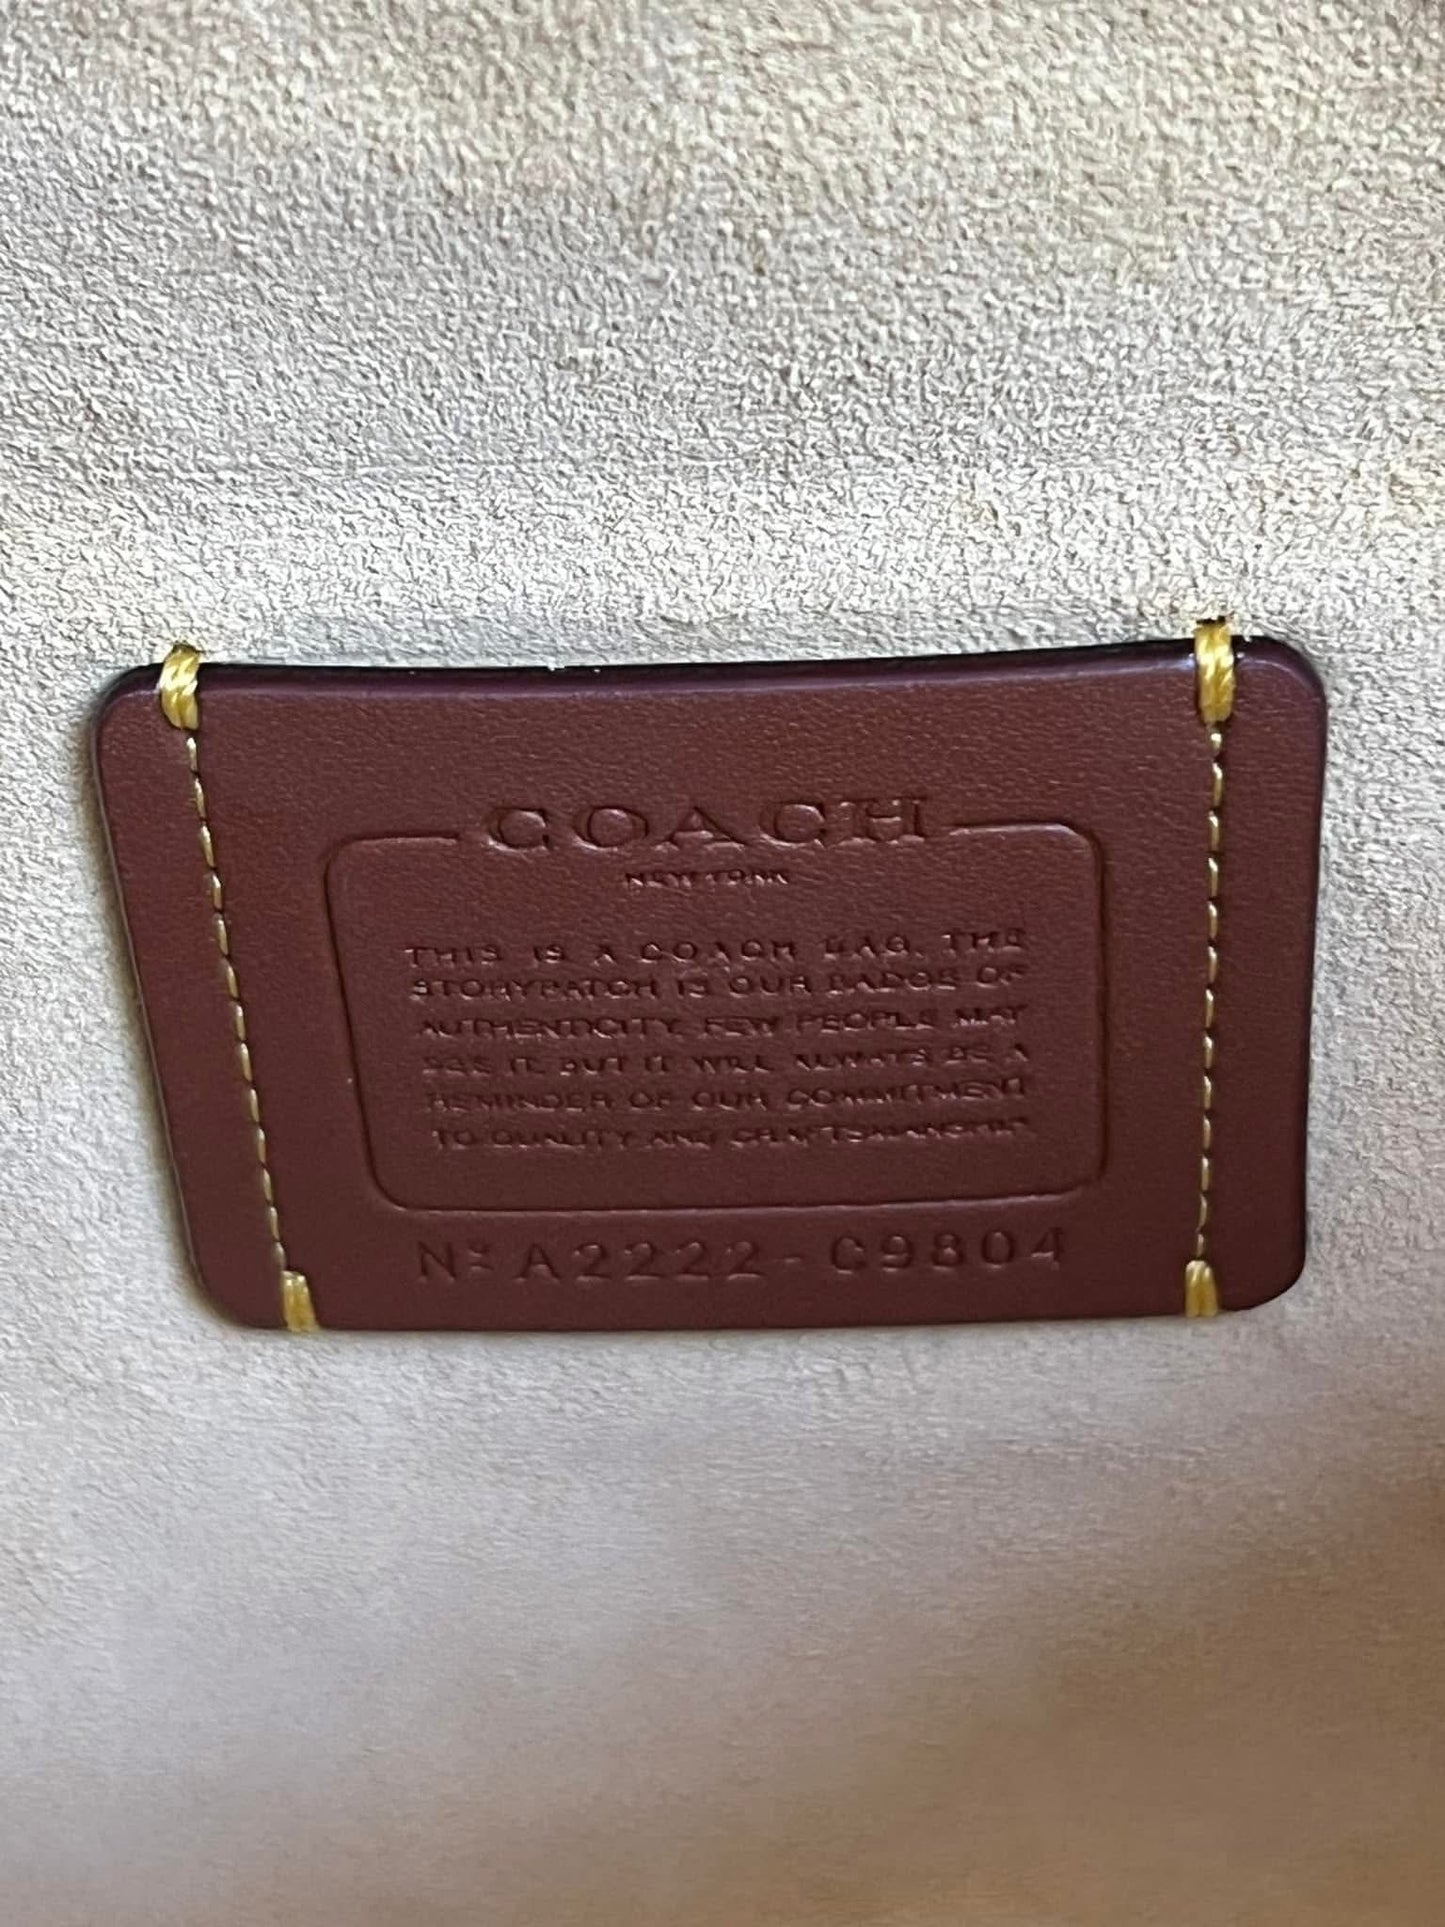 COACH
NEW YORK
THIS IS A COACH BAG. THE
STORYPATCH IS OUR BADGE OF
AUTHENTICITY. FEW PEOPLE MAY
SEE IT, BUT IT WILL ALWAYS BE A
REMINDER OF OUR COMMITMENT
TO QUALITY AND CRAFTSMANSHIP.
Nº A2222-C9804